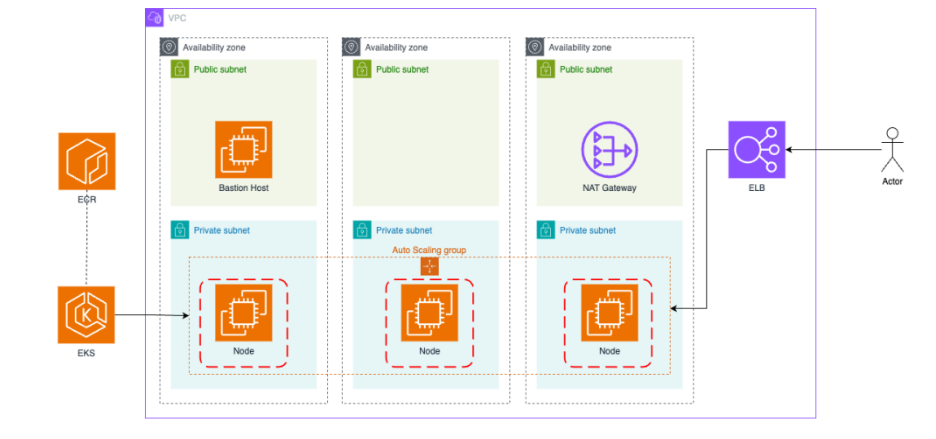 VPC
Availability zone
Availability zone
Availability zone
Public subnet
Public subnet
Public subnet
Bastion Host
NAT Gateway
ELB
Actor
ECR
Private subnet
Private subnet
Private subnet
Auto Scaling group
Node
Node
Node
EKS